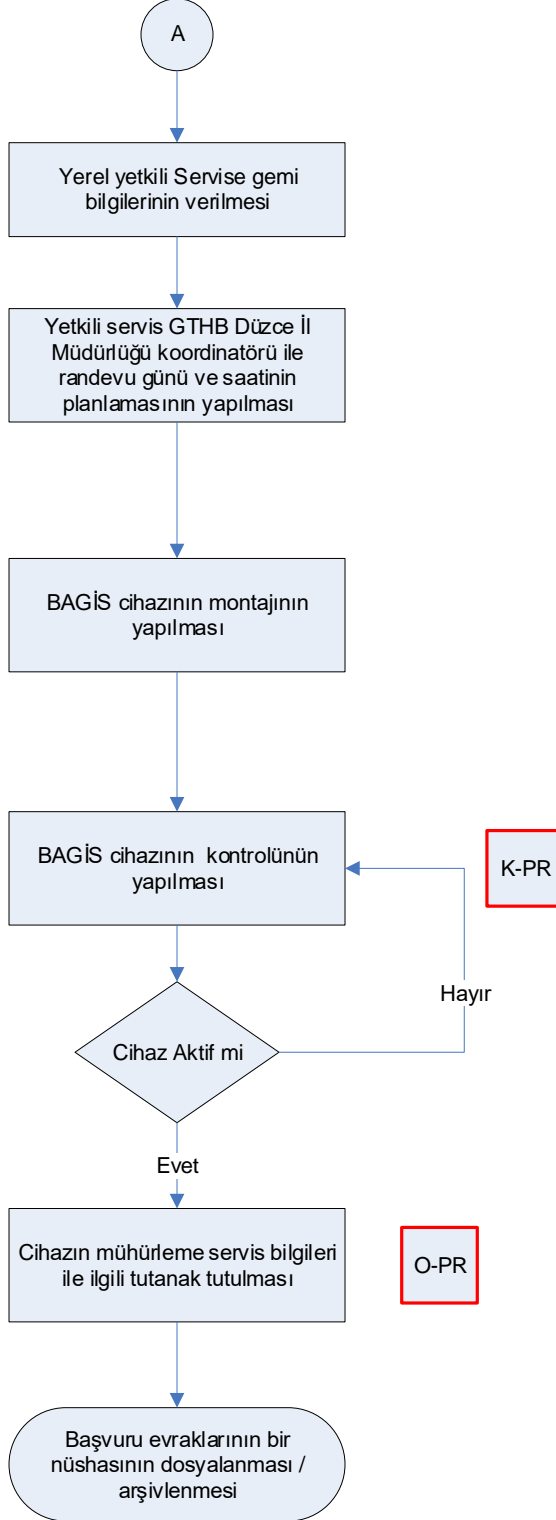 A
Yerel yetkili Servise gemi
bilgilerinin verilmesi
Yetkili servis GTHB Düzce İl
Müdürlüğü koordinatörü ile
randevu günü ve saatinin
planlamasının yapılması
BAGİS cihazının montajının
yapılması
BAGİS cihazının  kontrolünün
yapılması
K-PR
Hayır
Cihaz Aktif mi
Evet
Cihazın mühürleme servis bilgileri
ile ilgili tutanak tutulması
O-PR
Başvuru evraklarının bir
nüshasının dosyalanması /
arşivlenmesi